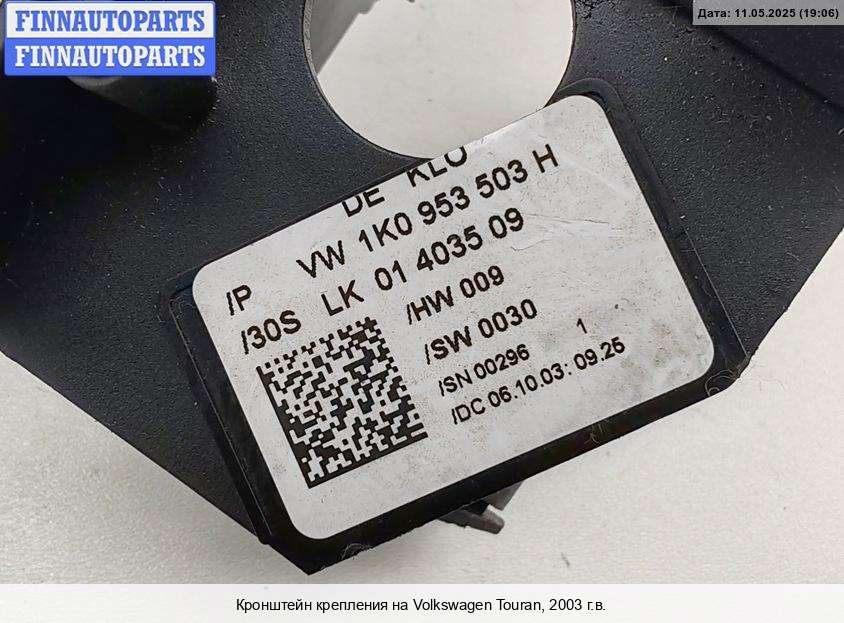 FINNAUTOPARTS
FINNAUTOPARTS
Дата: 11.05.2025 (19:06)
DE KLO
/P VW 1K0 953 503 H
/30S LK 01 4035 09
/HW 009
/SW 0030
/SN 00296 1
/DC 06.10.03: 09.25
Кронштейн крепления на Volkswagen Touran, 2003 г.в.